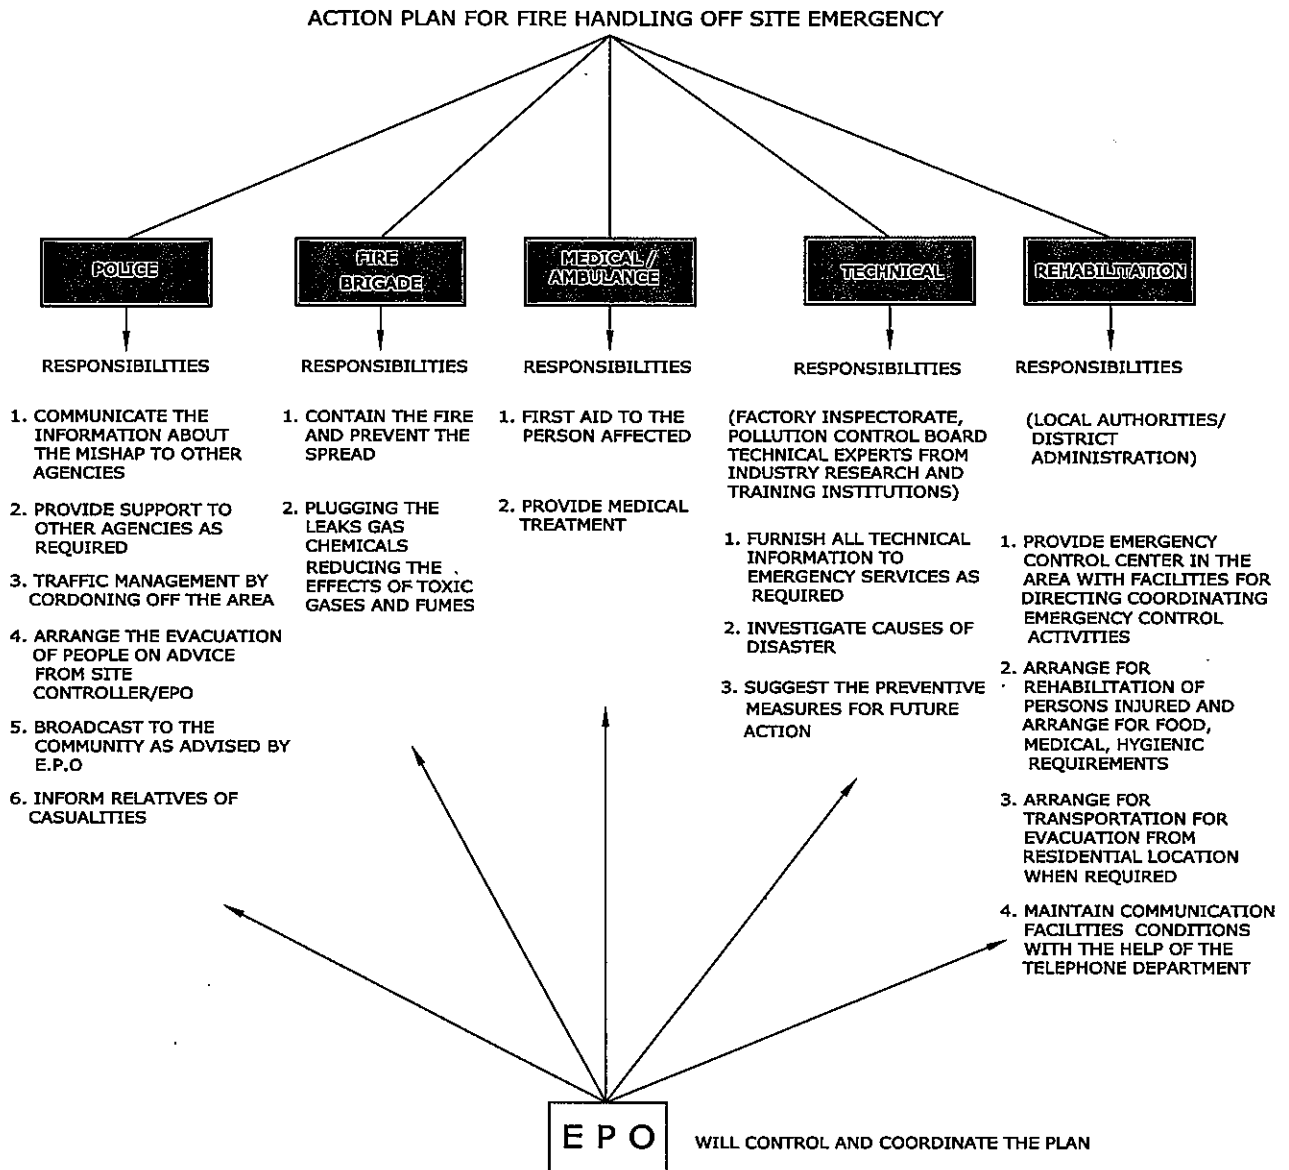 ACTION PLAN FOR FIRE HANDLING OFF SITE EMERGENCY
POLICE
RESPONSIBILITIES
1. COMMUNICATE THE
INFORMATION ABOUT
THE MISHAP TO OTHER
AGENCIES
2. PROVIDE SUPPORT TO
OTHER AGENCIES AS
REQUIRED
3. TRAFFIC MANAGEMENT BY
CORDONING OFF THE AREA
4. ARRANGE THE EVACUATION
OF PEOPLE ON ADVICE
FROM SITE
CONTROLLER/EPO
5. BROADCAST TO THE
COMMUNITY AS ADVISED BY
E.P.O
6. INFORM RELATIVES OF
CASUALITIES
FIRE
BRIGADE
RESPONSIBILITIES
1. CONTAIN THE FIRE
AND PREVENT THE
SPREAD
2. PLUGGING THE
LEAKS GAS
CHEMICALS
REDUCING THE
EFFECTS OF TOXIC
GASES AND FUMES
MEDICAL /
AMBULANCE
RESPONSIBILITIES
1. FIRST AID TO THE
PERSON AFFECTED
2. PROVIDE MEDICAL
TREATMENT
TECHNICAL
RESPONSIBILITIES
(FACTORY INSPECTORATE,
POLLUTION CONTROL BOARD
TECHNICAL EXPERTS FROM
INDUSTRY RESEARCH AND
TRAINING INSTITUTIONS)
1. FURNISH ALL TECHNICAL
INFORMATION TO
EMERGENCY SERVICES AS
REQUIRED
2. INVESTIGATE CAUSES OF
DISASTER
3. SUGGEST THE PREVENTIVE
MEASURES FOR FUTURE
ACTION
REHABILITATION
RESPONSIBILITIES
(LOCAL AUTHORITIES/
DISTRICT
ADMINISTRATION)
1. PROVIDE EMERGENCY
CONTROL CENTER IN THE
AREA WITH FACILITIES FOR
DIRECTING COORDINATING
EMERGENCY CONTROL
ACTIVITIES
2. ARRANGE FOR
REHABILITATION OF
PERSONS INJURED AND
ARRANGE FOR FOOD,
MEDICAL, HYGIENIC
REQUIREMENTS
3. ARRANGE FOR
TRANSPORTATION FOR
EVACUATION FROM
RESIDENTIAL LOCATION
WHEN REQUIRED
4. MAINTAIN COMMUNICATION
FACILITIES CONDITIONS
WITH THE HELP OF THE
TELEPHONE DEPARTMENT
E P O
WILL CONTROL AND COORDINATE THE PLAN